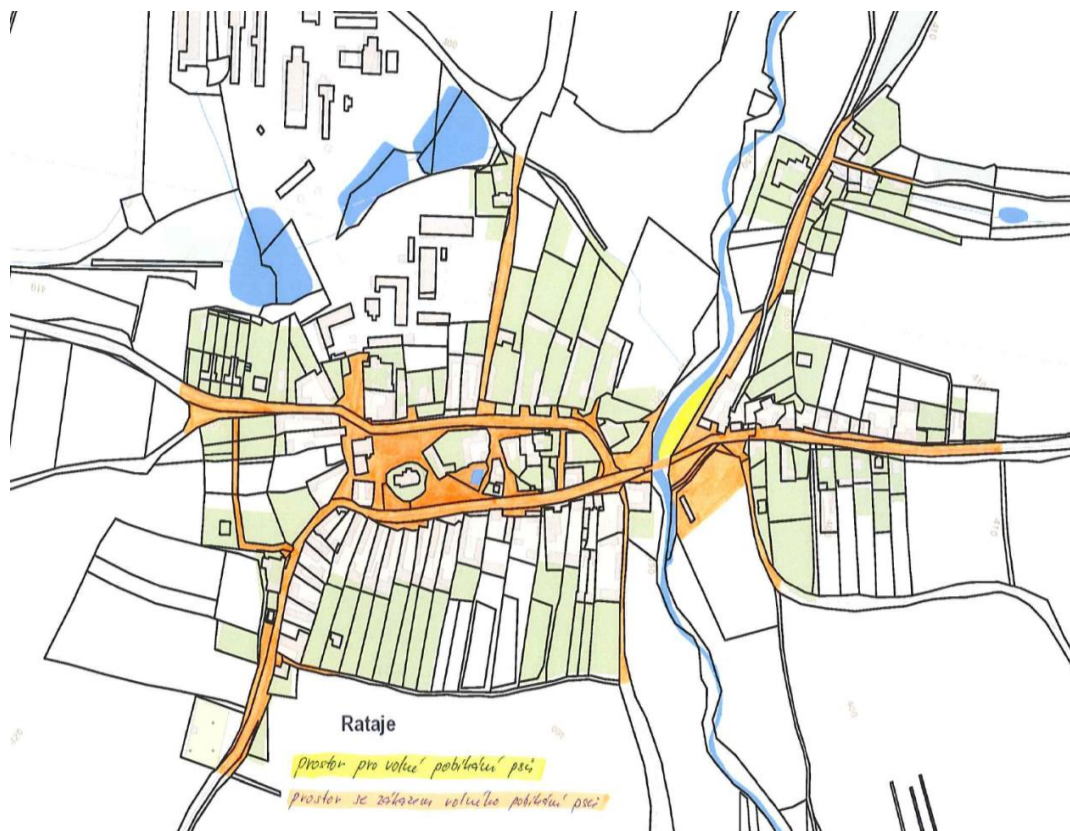 Rataje
prostor pro volné pobíhání psů
prostor se zákazem volného pobíhání psů